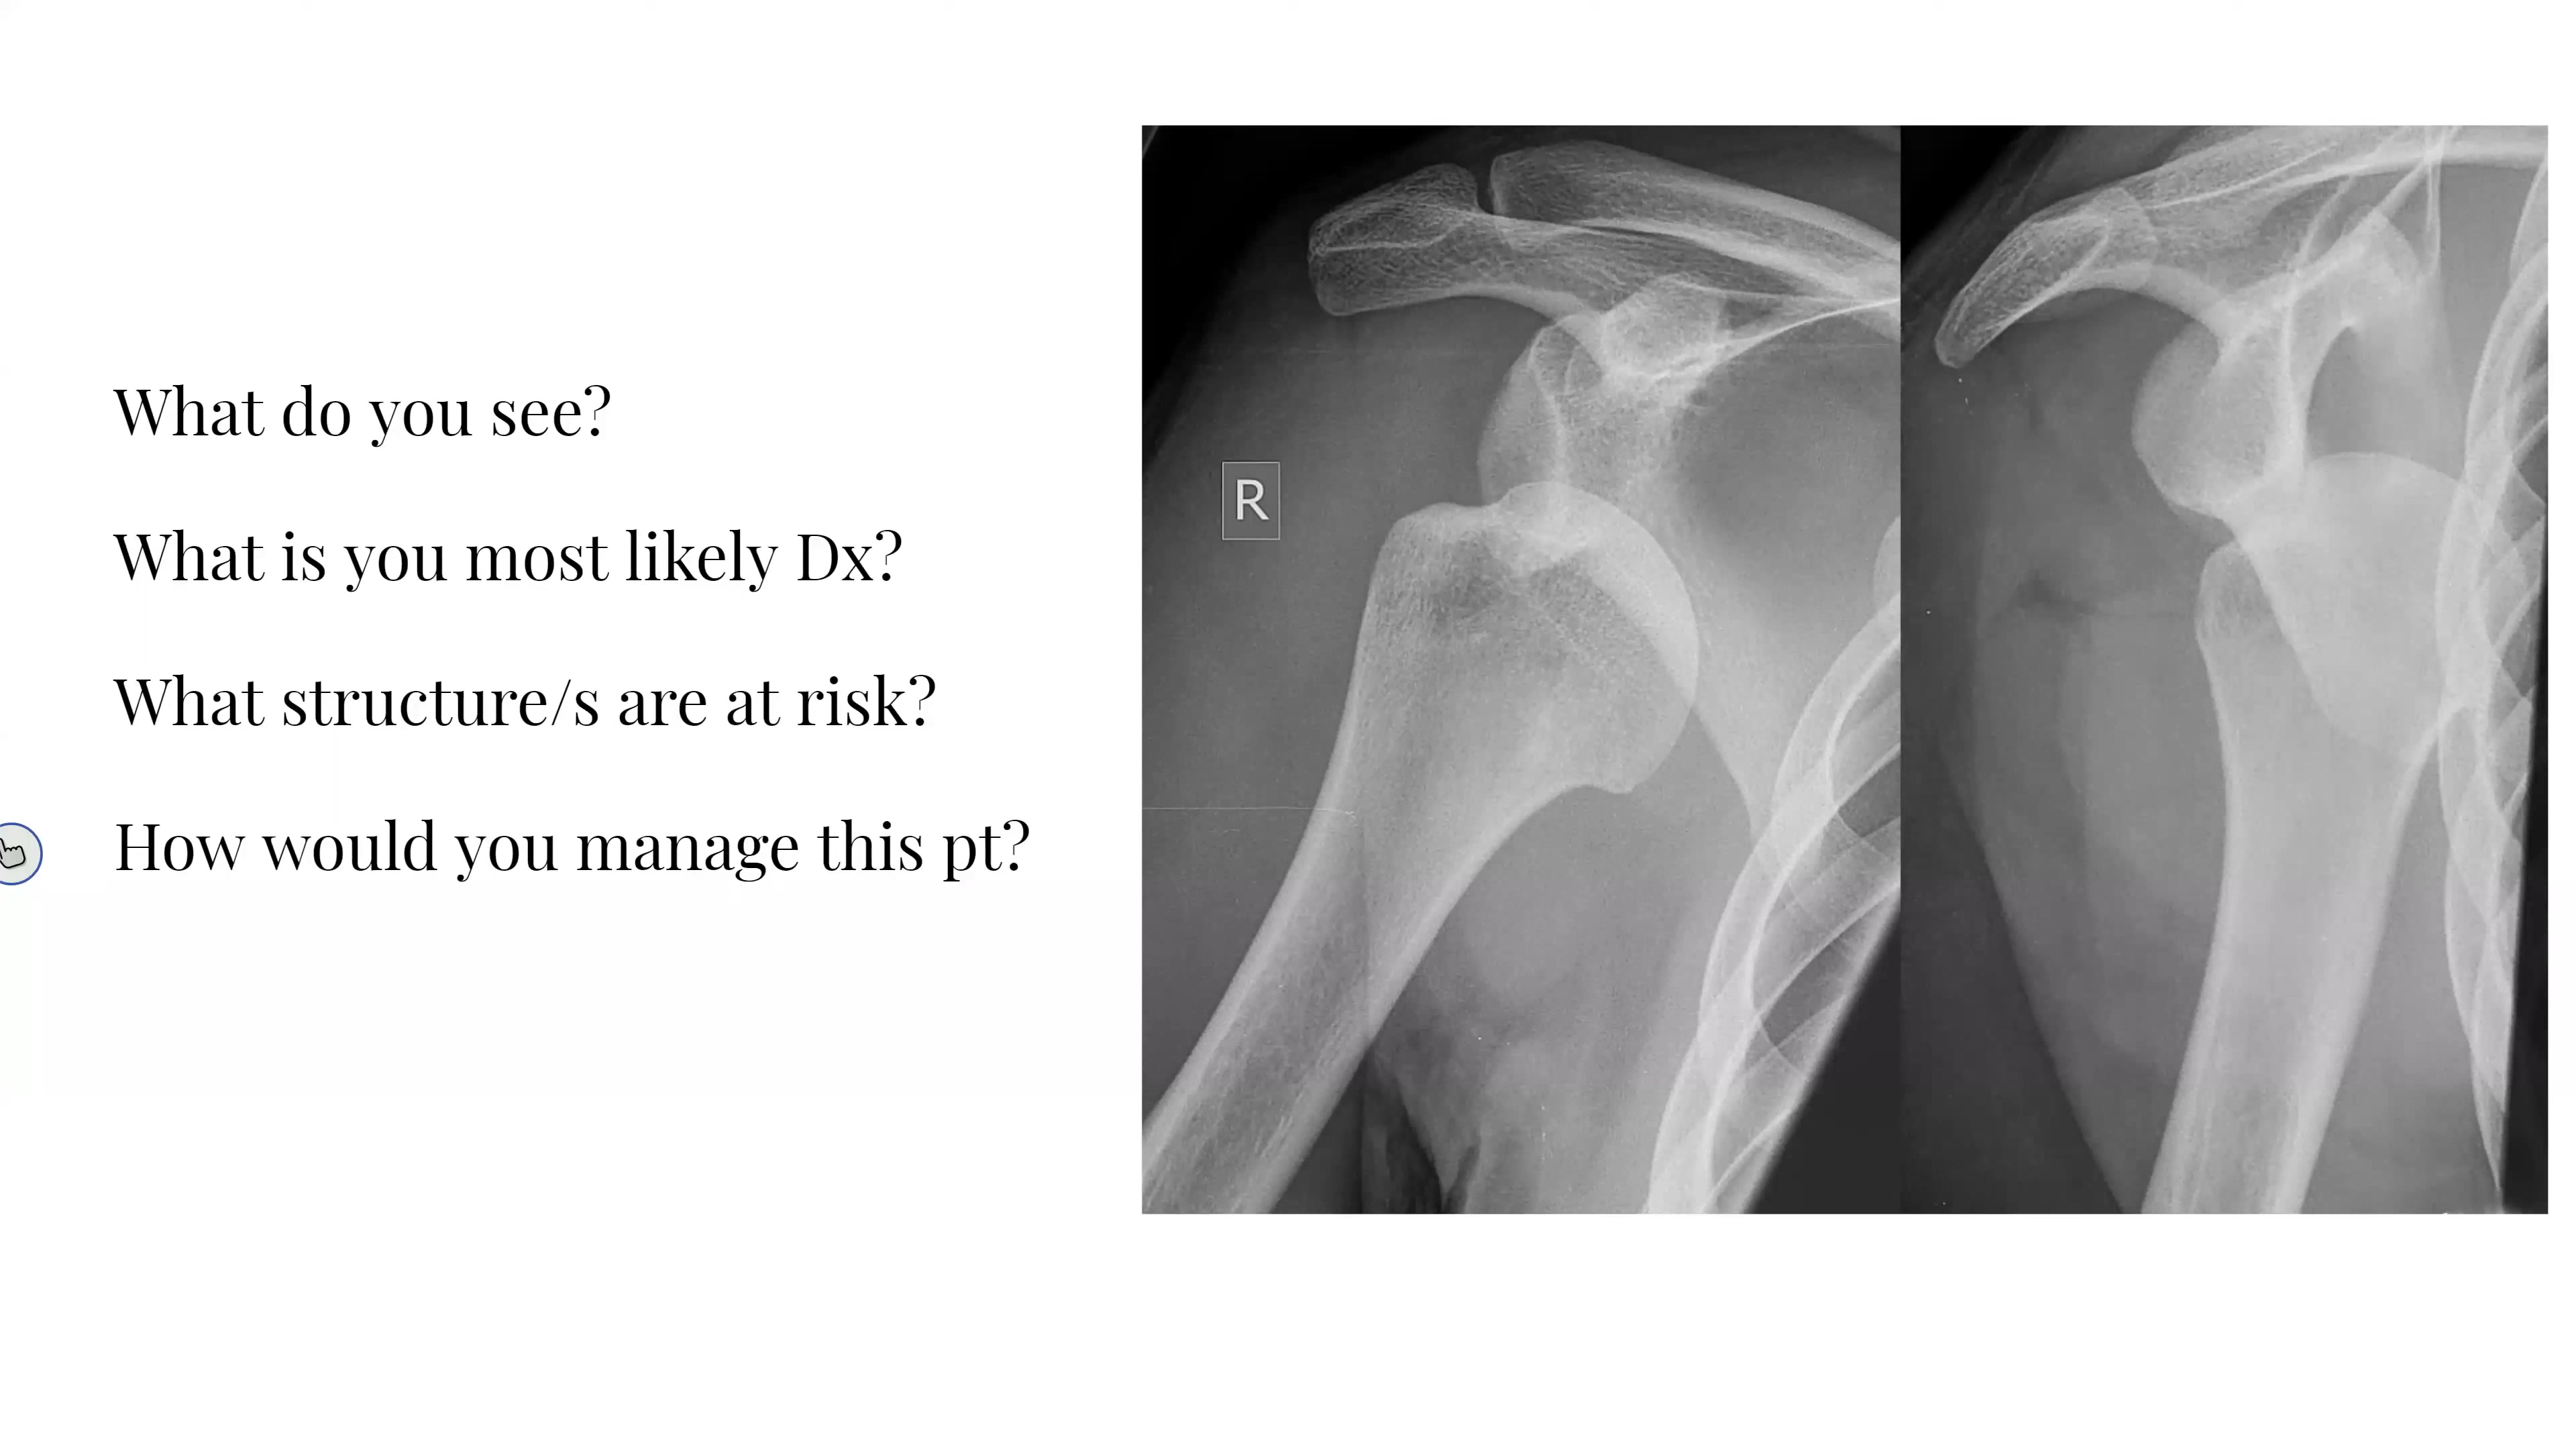 What do you see?
What is you most likely Dx?
What structure/s are at risk?
How would you manage this pt?
R